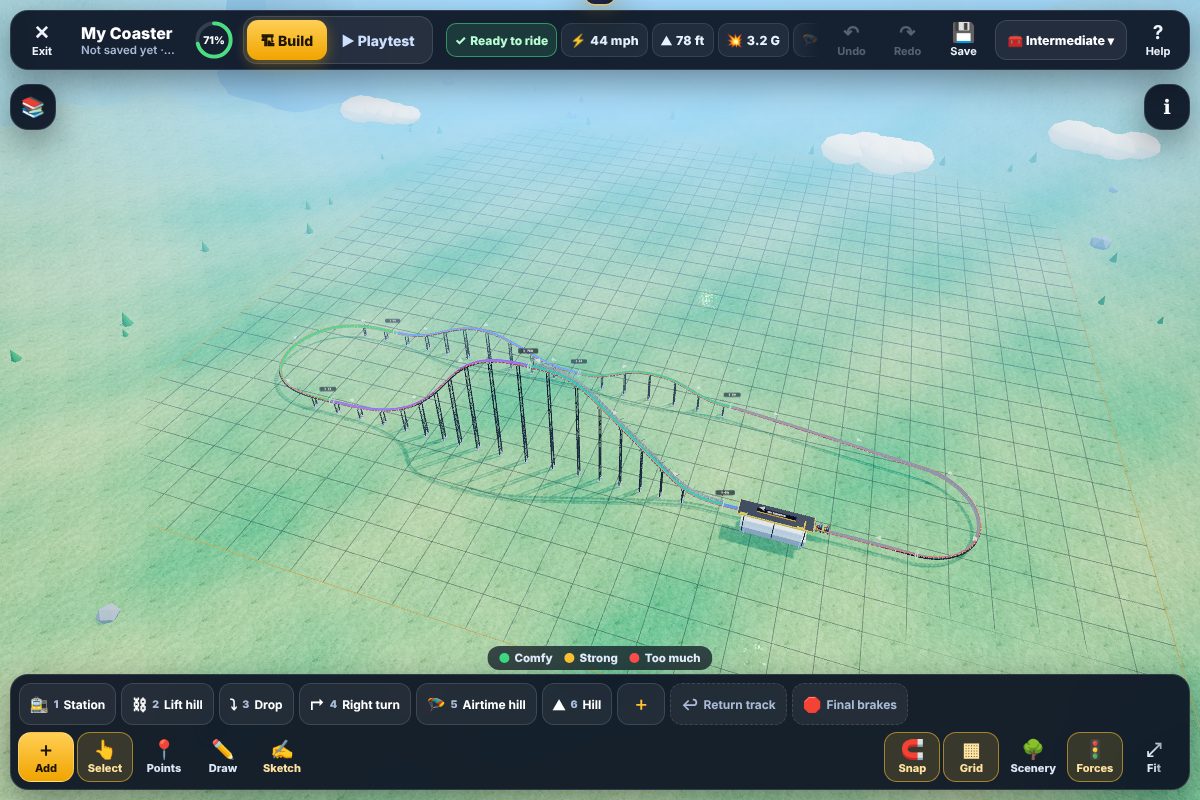 ✕
Exit
My Coaster
Not saved yet ·...
71%
Build
Playtest
✓ Ready to ride
44 mph
78 ft
3.2 G
Undo
Redo
Save
Intermediate ▾
?
Help
i
Comfy
Strong
Too much
1 Station
2 Lift hill
3 Drop
4 Right turn
5 Airtime hill
6 Hill
+
Return track
Final brakes
+
Add
Select
Points
Draw
Sketch
Snap
Grid
Scenery
Forces
Fit